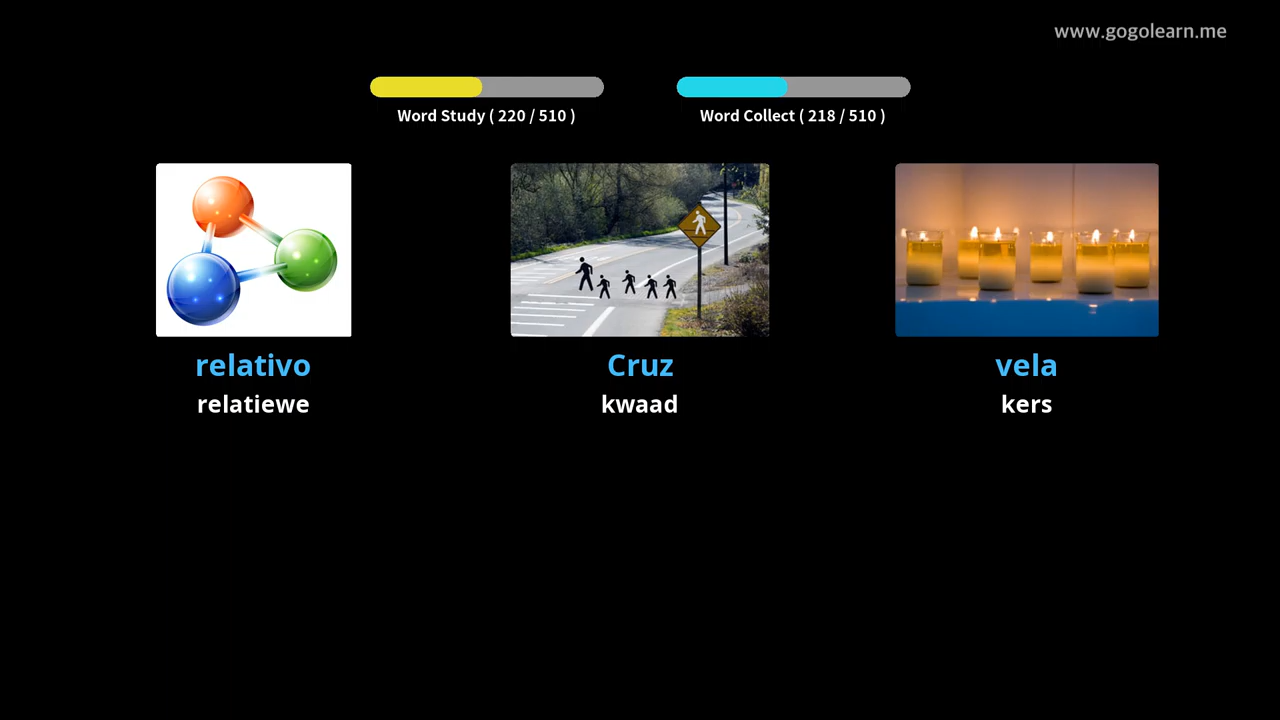 www.gogolearn.me
Word Study ( 220 / 510 )
Word Collect ( 218 / 510 )
relativo
relatiewe
Cruz
kwaad
vela
kers